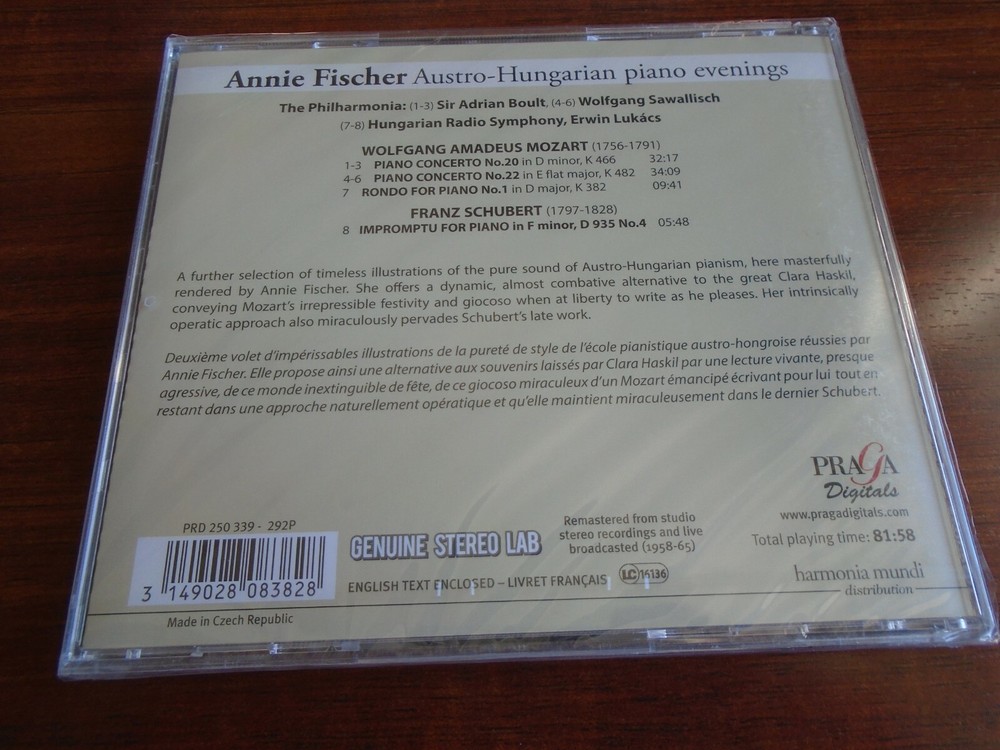 Annie Fischer Austro-Hungarian piano evenings
The Philharmonia: (1-3) Sir Adrian Boult, (4-6) Wolfgang Sawallisch
(7-8) Hungarian Radio Symphony, Erwin Lukács
WOLFGANG AMADEUS MOZART (1756-1791)
1-3 PIANO CONCERTO No.20 in D minor, K 466 32:17
4-6 PIANO CONCERTO No.22 in E flat major, K 482 34:09
7 RONDO FOR PIANO No.1 in D major, K 382 09:41
FRANZ SCHUBERT (1797-1828)
8 IMPROMPTU FOR PIANO in F minor, D 935 No.4 05:48
A further selection of timeless illustrations of the pure sound of Austro-Hungarian pianism, here masterfully
rendered by Annie Fischer. She offers a dynamic, almost combative alternative to the great Clara Haskil,
conveying Mozart's irrepressible festivity and giocoso when at liberty to write as he pleases. Her intrinsically
operatic approach also miraculously pervades Schubert's late work.
Deuxième volet d'impérissables illustrations de la pureté de style de l'école pianistique austro-hongroise réussies par
Annie Fischer. Elle propose ainsi une alternative aux souvenirs laissés par Clara Haskil par une lecture vivante, presque
agressive, de ce monde inextinguible de fête, de ce giocoso miraculeux d'un Mozart émancipé écrivant pour lui tout en
restant dans une approche naturellement opératique et qu'elle maintient miraculeusement dans le dernier Schubert.
PRAGA
Digitals
www.pragadigitals.com
Total playing time: 81:58
harmonia mundi
distribution
PRD 250 339 - 292P
3 149028 083828
Made in Czech Republic
GENUINE STEREO LAB
Remastered from studio
stereo recordings and live
broadcasted (1958-65)
ENGLISH TEXT ENCLOSED – LIVRET FRANÇAIS LC 16136